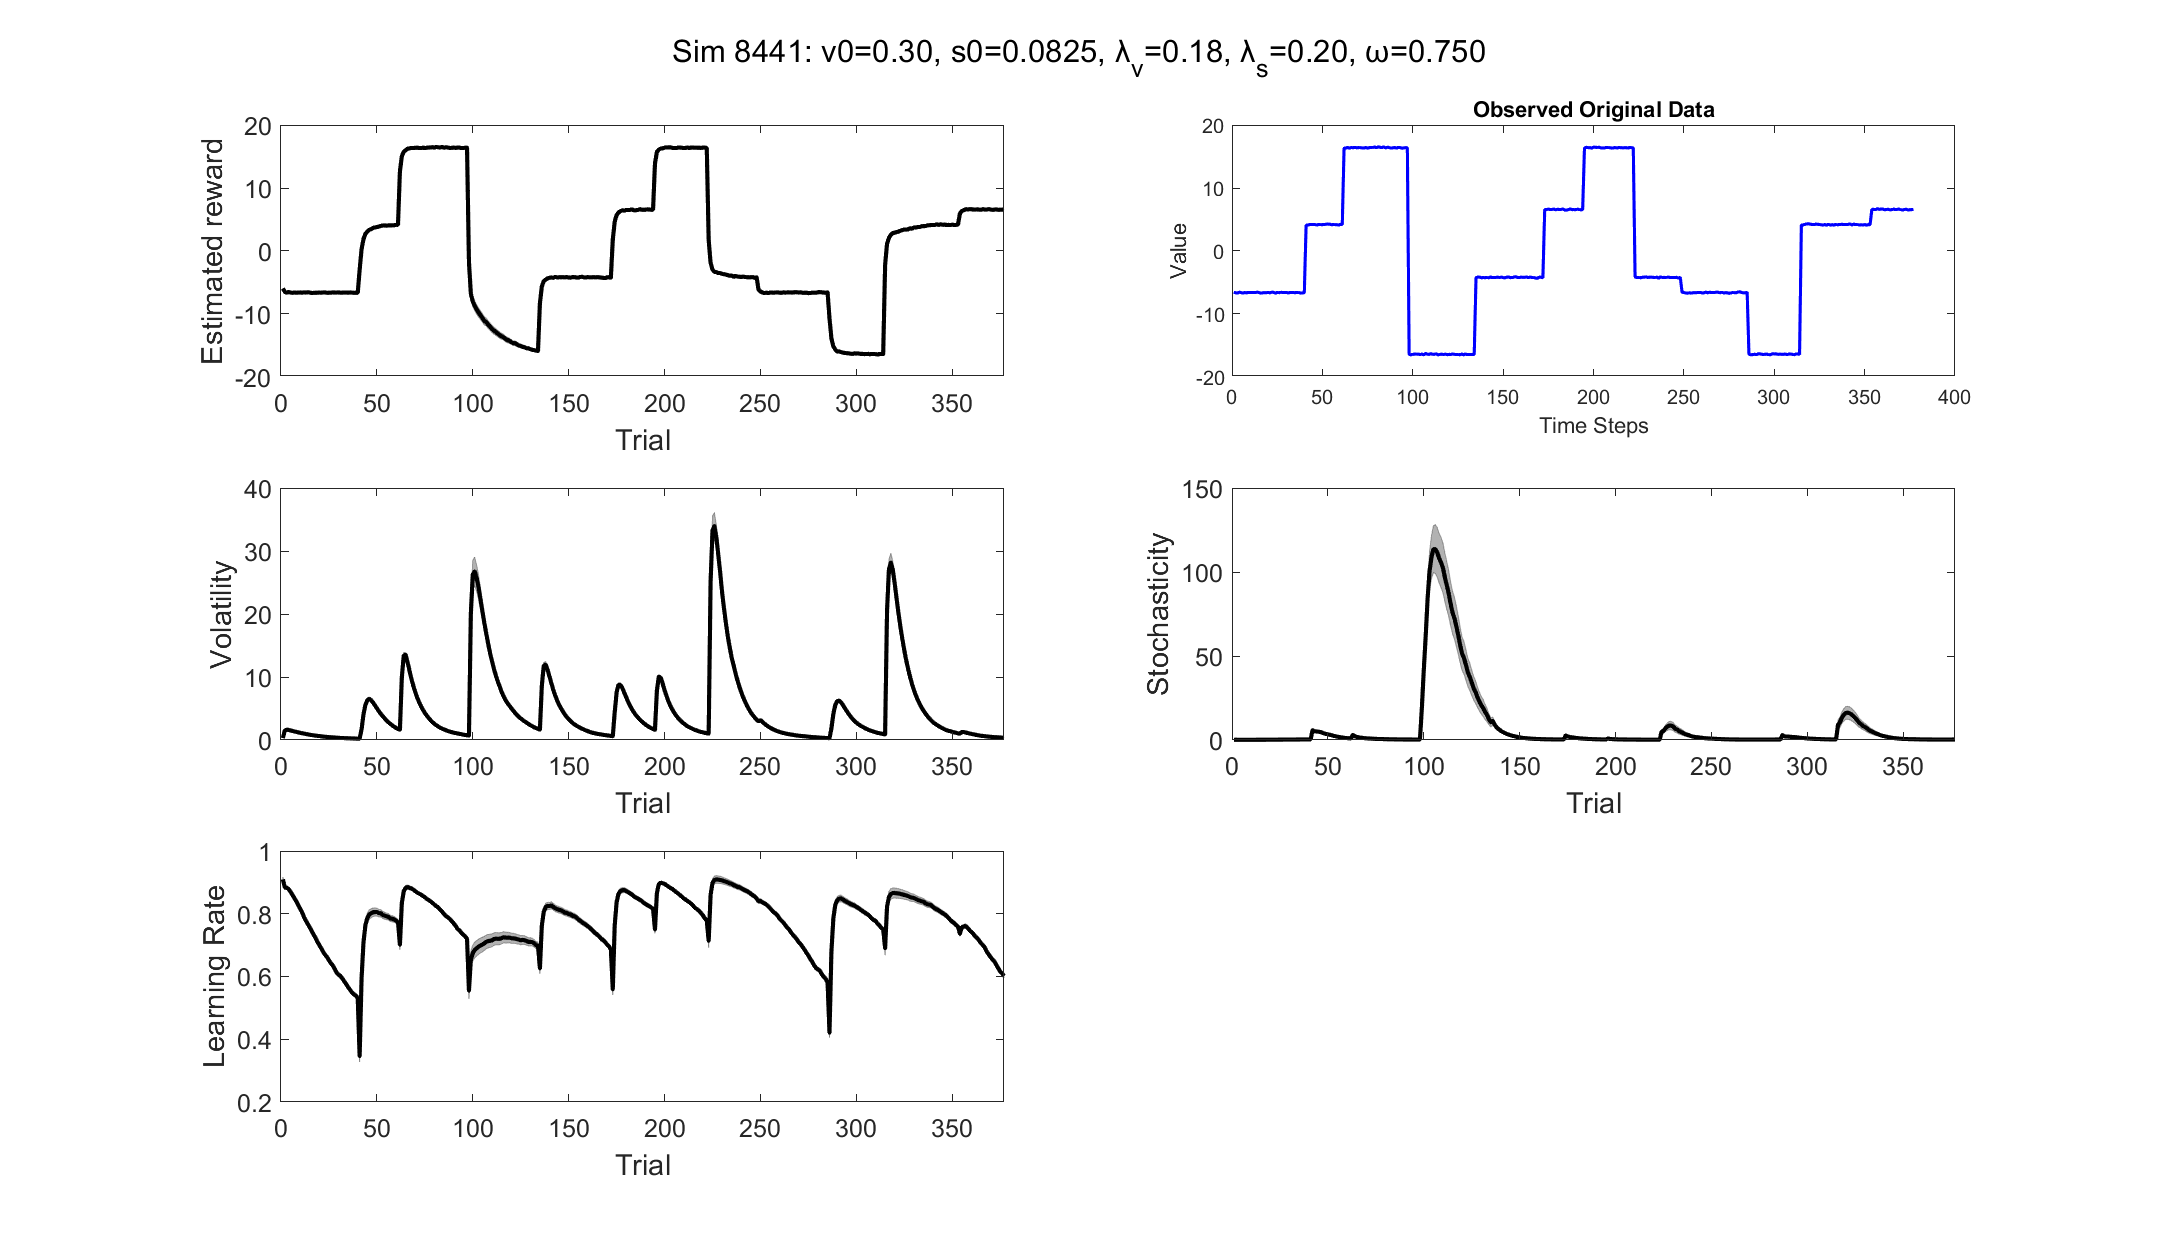 Sim 8441: v0=0.30, s0=0.0825, λ_v=0.18, λ_s=0.20, ω=0.750
20
10
0
-10
-20
Estimated reward
0 50 100 150 200 250 300 350
Trial
Observed Original Data
20
10
0
-10
-20
Value
0 50 100 150 200 250 300 350 400
Time Steps
40
30
20
10
0
Volatility
0 50 100 150 200 250 300 350
Trial
150
100
50
0
Stochasticity
0 50 100 150 200 250 300 350
Trial
1
0.8
0.6
0.4
0.2
Learning Rate
0 50 100 150 200 250 300 350
Trial